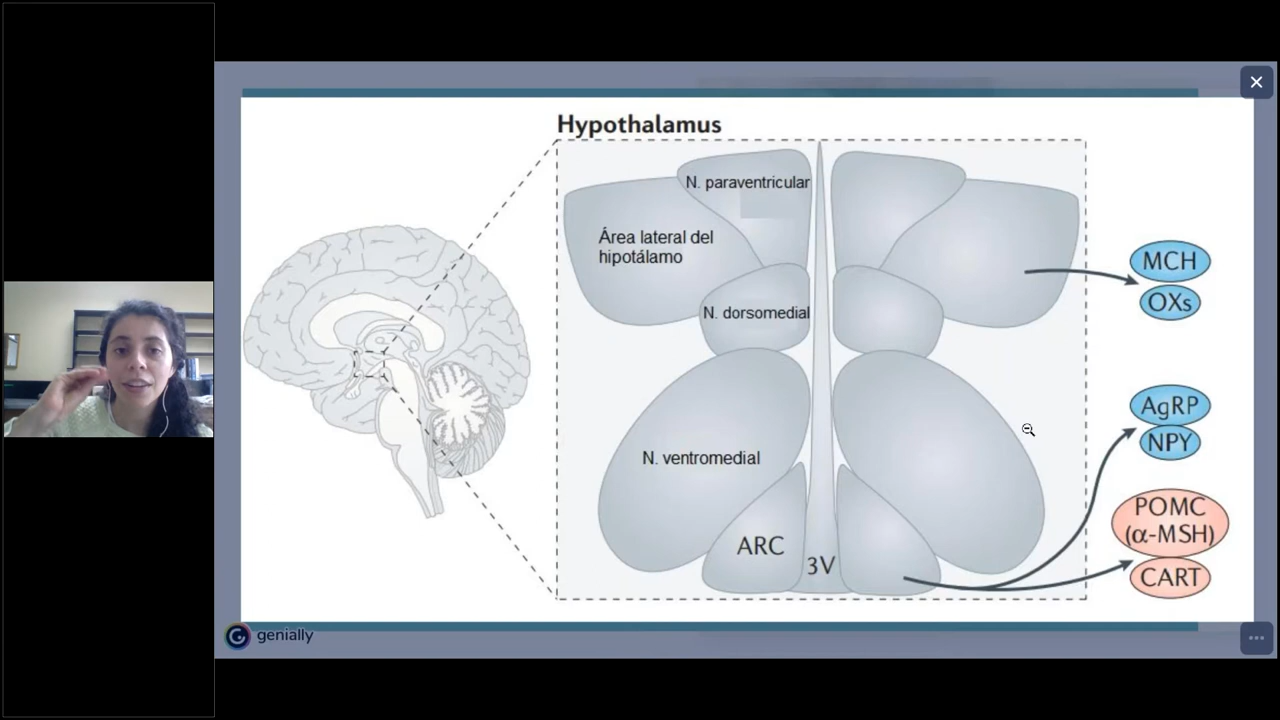 Hypothalamus
N. paraventricular
Área lateral del
hipotálamo
N. dorsomedial
N. ventromedial
ARC
3V
MCH
OXs
AgRP
NPY
POMC
(α-MSH)
CART
genially